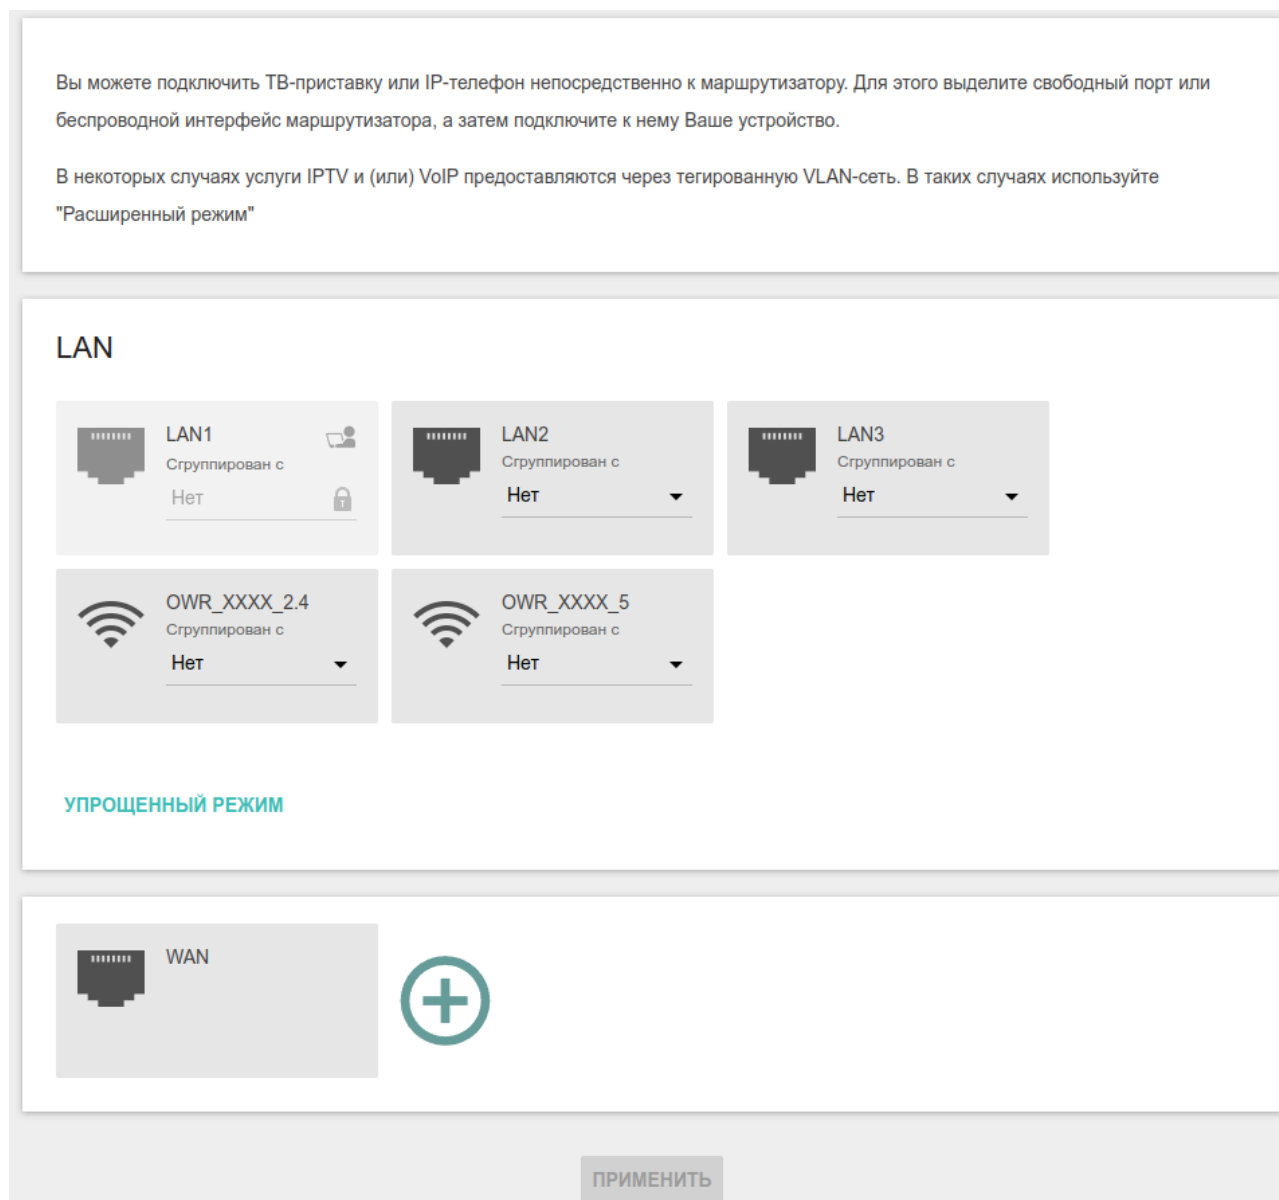 Вы можете подключить ТВ-приставку или IP-телефон непосредственно к маршрутизатору. Для этого выделите свободный порт или
беспроводной интерфейс маршрутизатора, а затем подключите к нему Ваше устройство.
В некоторых случаях услуги IPTV и (или) VoIP предоставляются через тегированную VLAN-сеть. В таких случаях используйте
"Расширенный режим"
LAN
LAN1
Сгруппирован с
Нет
LAN2
Сгруппирован с
Нет
LAN3
Сгруппирован с
Нет
OWR_XXXX_2.4
Сгруппирован с
Нет
OWR_XXXX_5
Сгруппирован с
Нет
УПРОЩЕННЫЙ РЕЖИМ
WAN
ПРИМЕНИТЬ